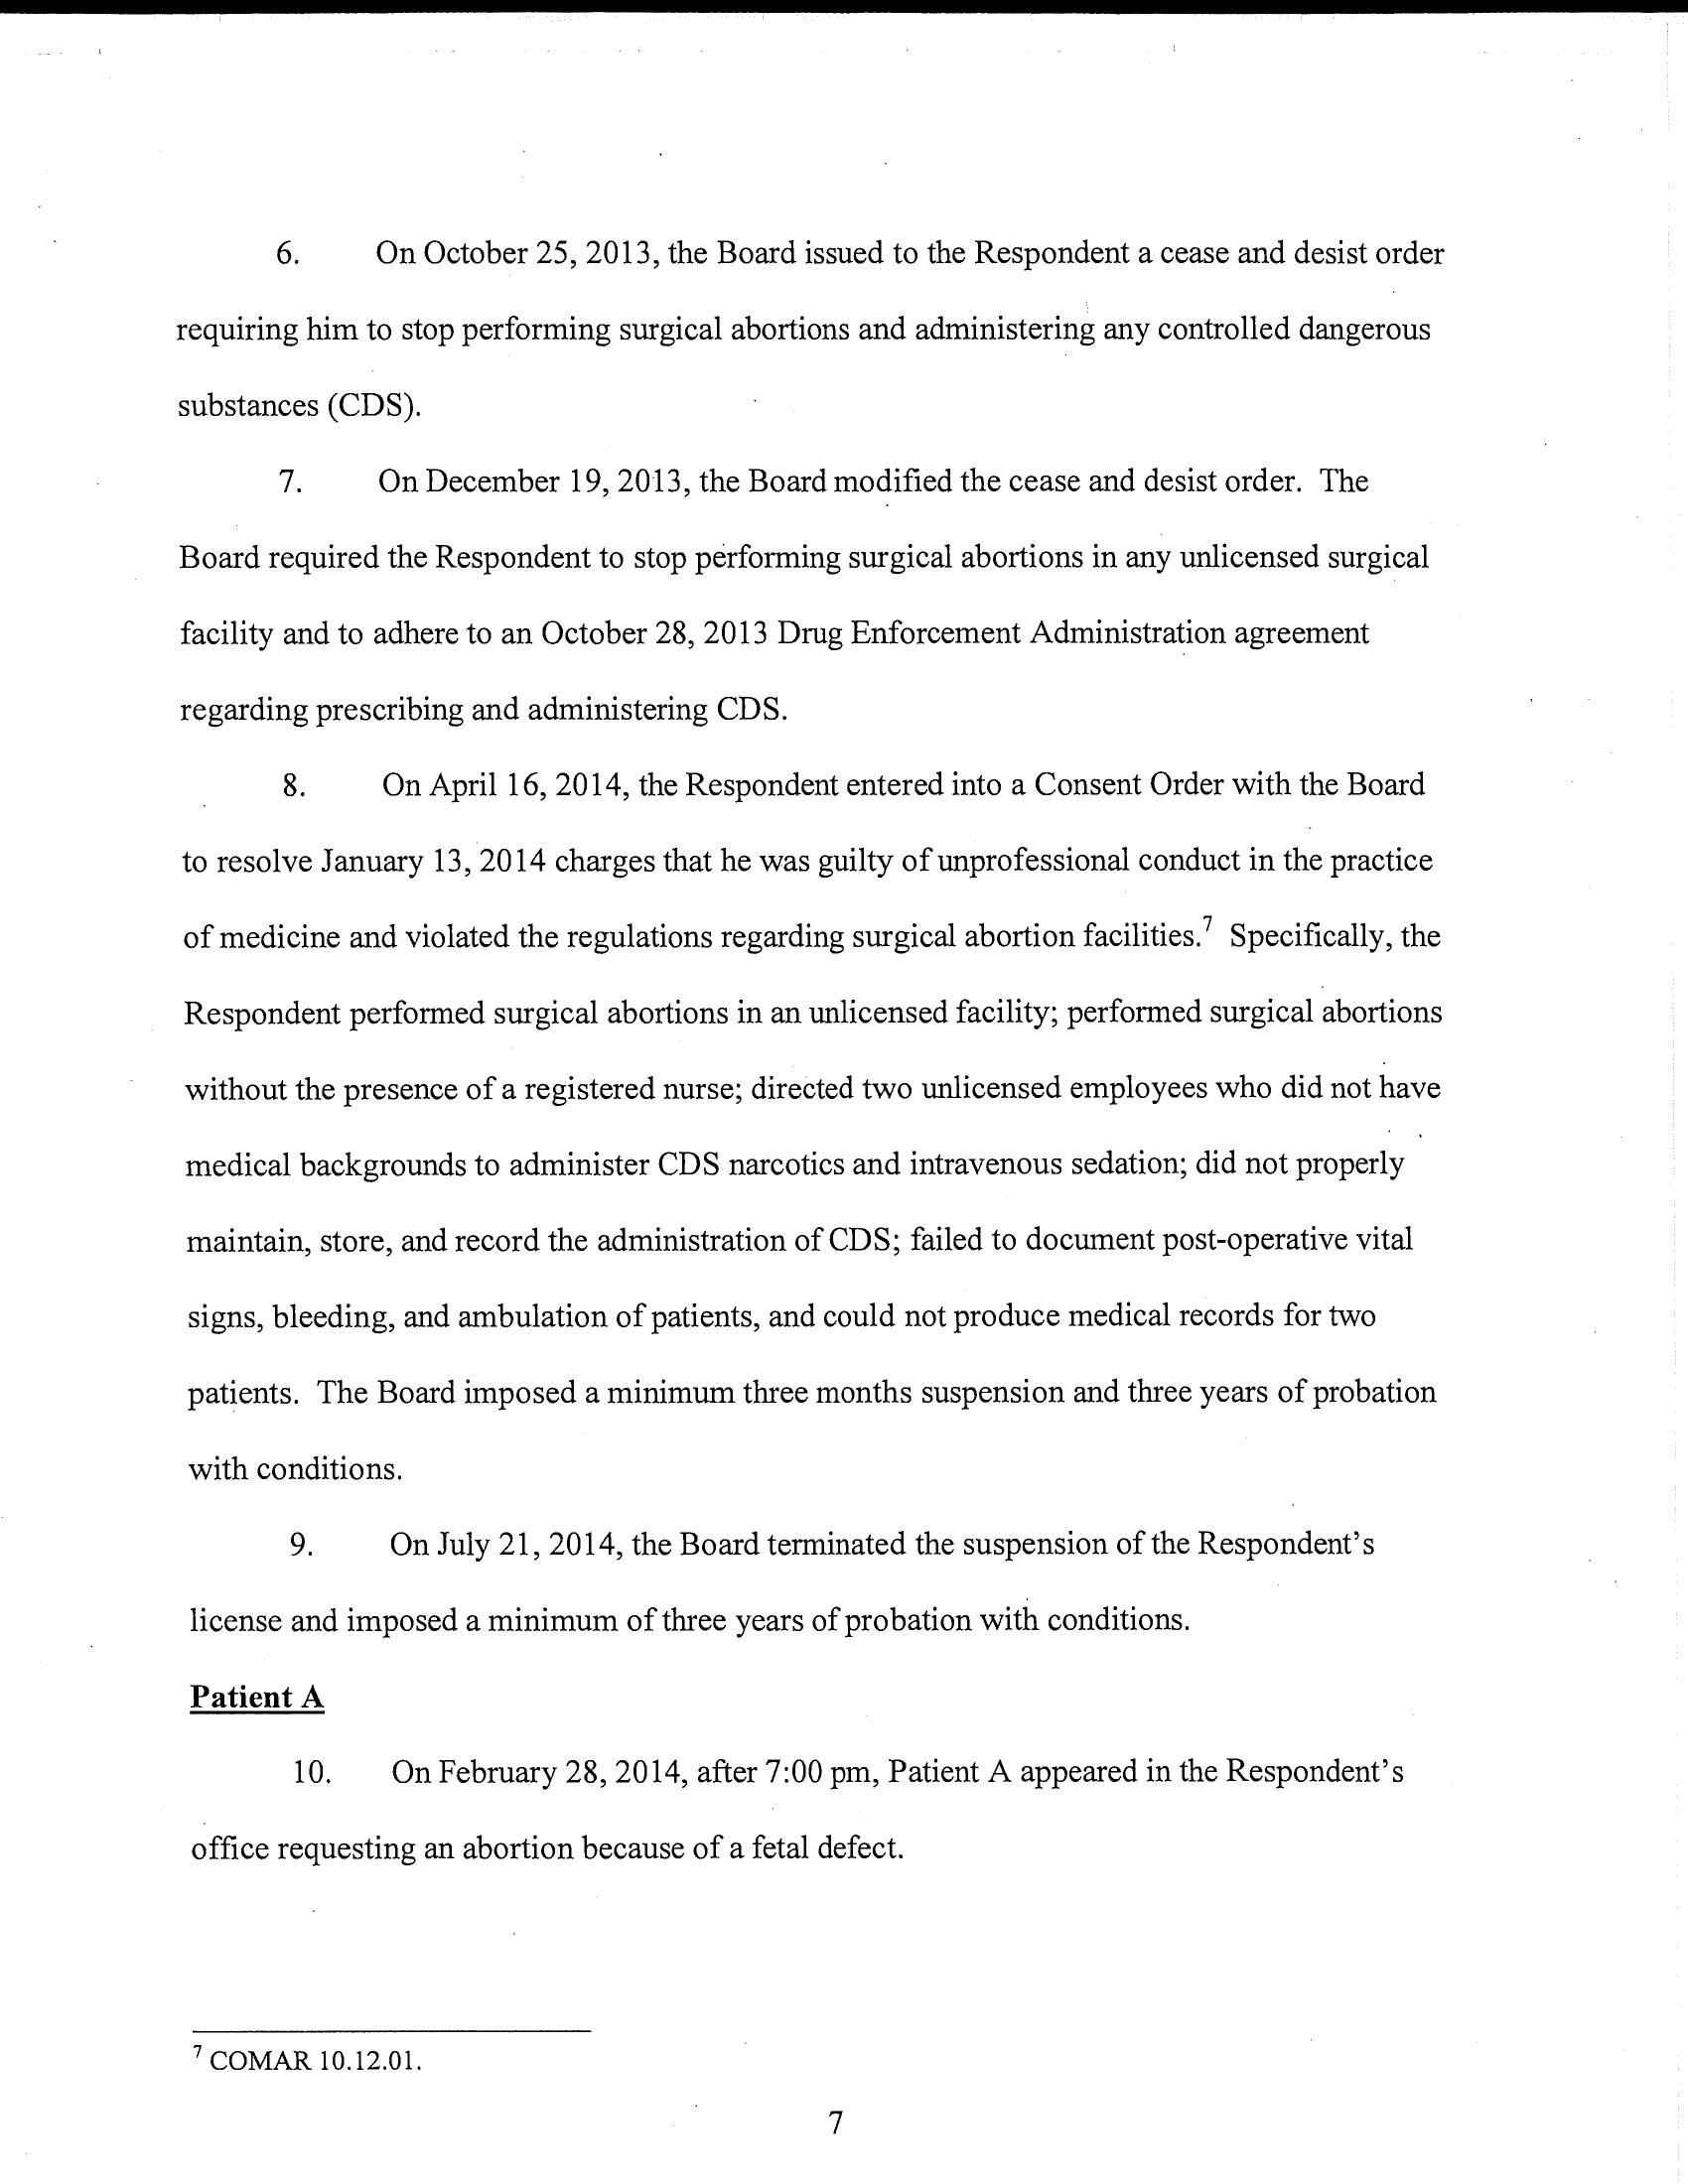 6. On October 25, 2013, the Board issued to the Respondent a cease and desist order
requiring him to stop performing surgical abortions and administering any controlled dangerous
substances (CDS).
7. On December 19, 2013, the Board modified the cease and desist order. The
Board required the Respondent to stop performing surgical abortions in any unlicensed surgical
facility and to adhere to an October 28, 2013 Drug Enforcement Administration agreement
regarding prescribing and administering CDS.
8. On April 16, 2014, the Respondent entered into a Consent Order with the Board
to resolve January 13, 2014 charges that he was guilty of unprofessional conduct in the practice
of medicine and violated the regulations regarding surgical abortion facilities.⁷ Specifically, the
Respondent performed surgical abortions in an unlicensed facility; performed surgical abortions
without the presence of a registered nurse; directed two unlicensed employees who did not have
medical backgrounds to administer CDS narcotics and intravenous sedation; did not properly
maintain, store, and record the administration of CDS; failed to document post-operative vital
signs, bleeding, and ambulation of patients, and could not produce medical records for two
patients. The Board imposed a minimum three months suspension and three years of probation
with conditions.
9. On July 21, 2014, the Board terminated the suspension of the Respondent's
license and imposed a minimum of three years of probation with conditions.
Patient A
10. On February 28, 2014, after 7:00 pm, Patient A appeared in the Respondent's
office requesting an abortion because of a fetal defect.
⁷ COMAR 10.12.01.
7